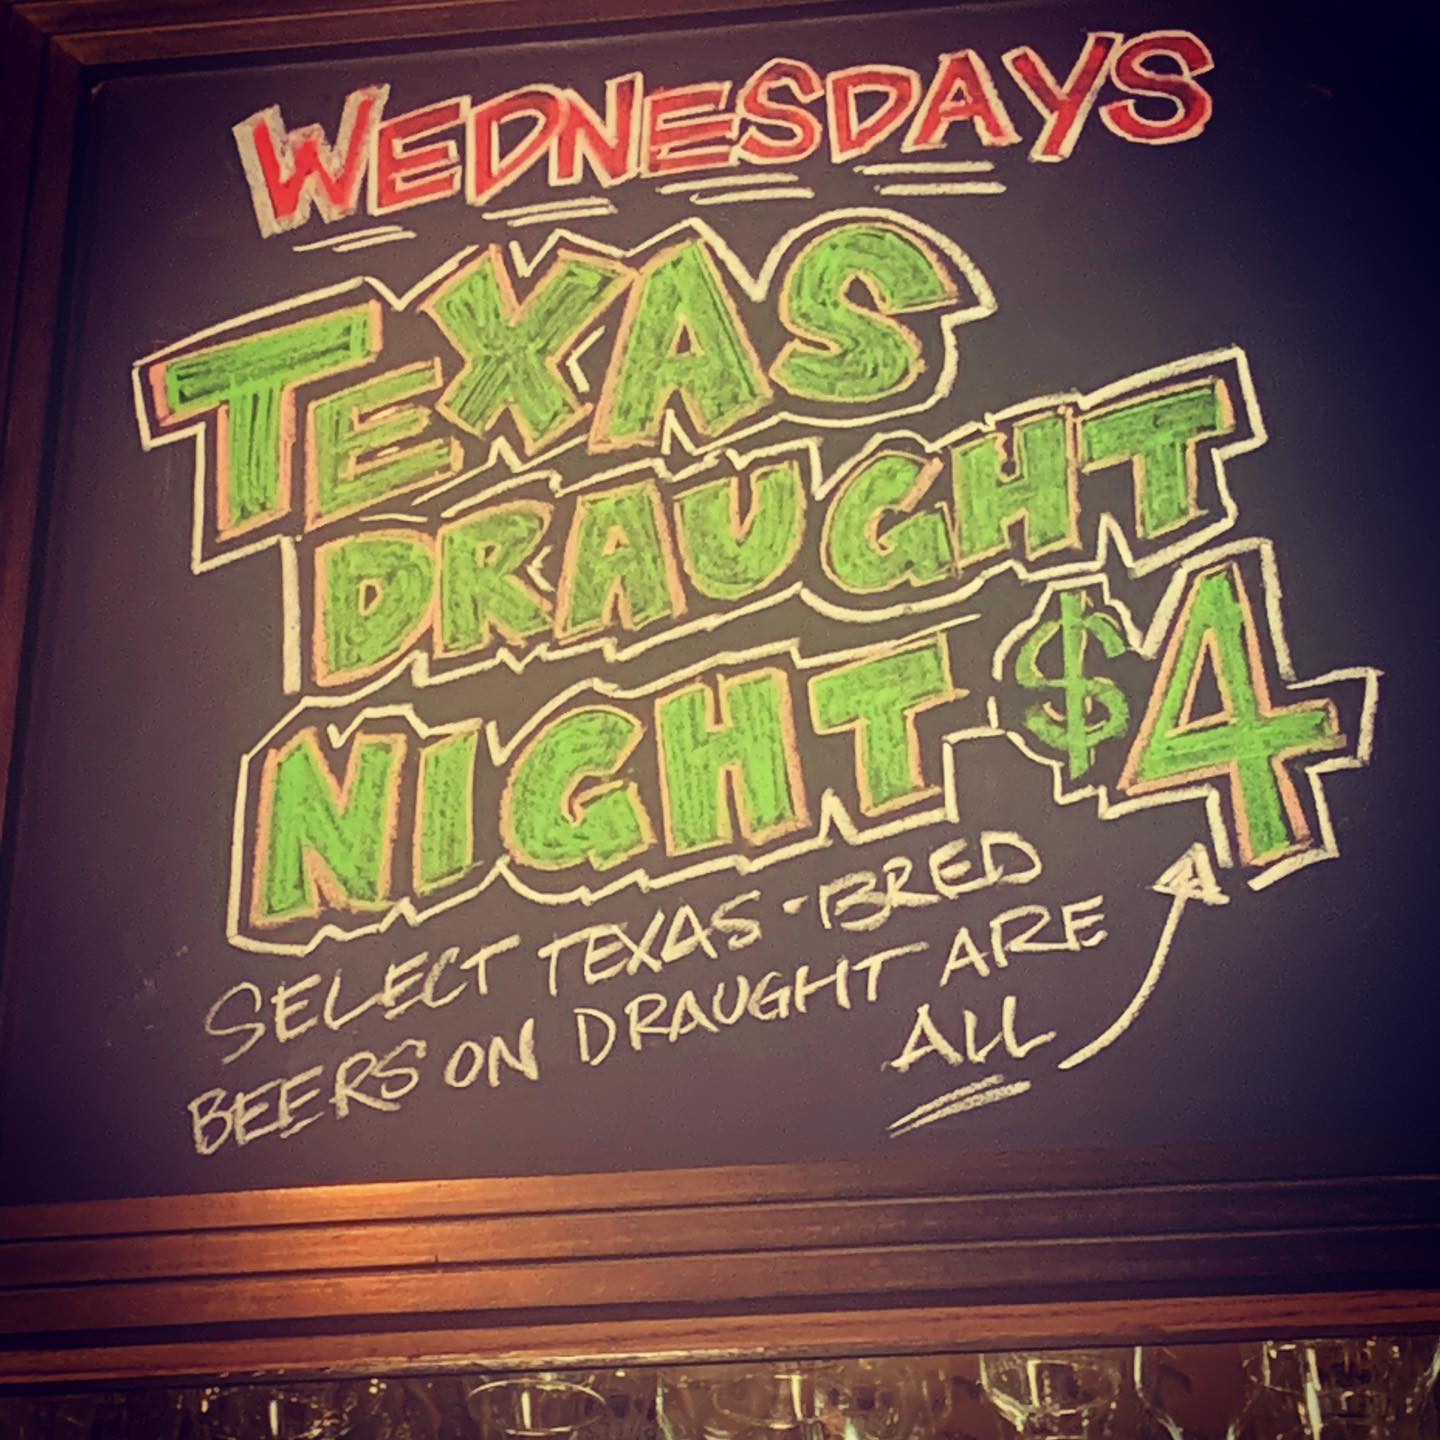 WEDNESDAYS
TEXAS
DRAUGHT
NIGHT $4
SELECT TEXAS-BRED
BEERS ON DRAUGHT ARE
ALL